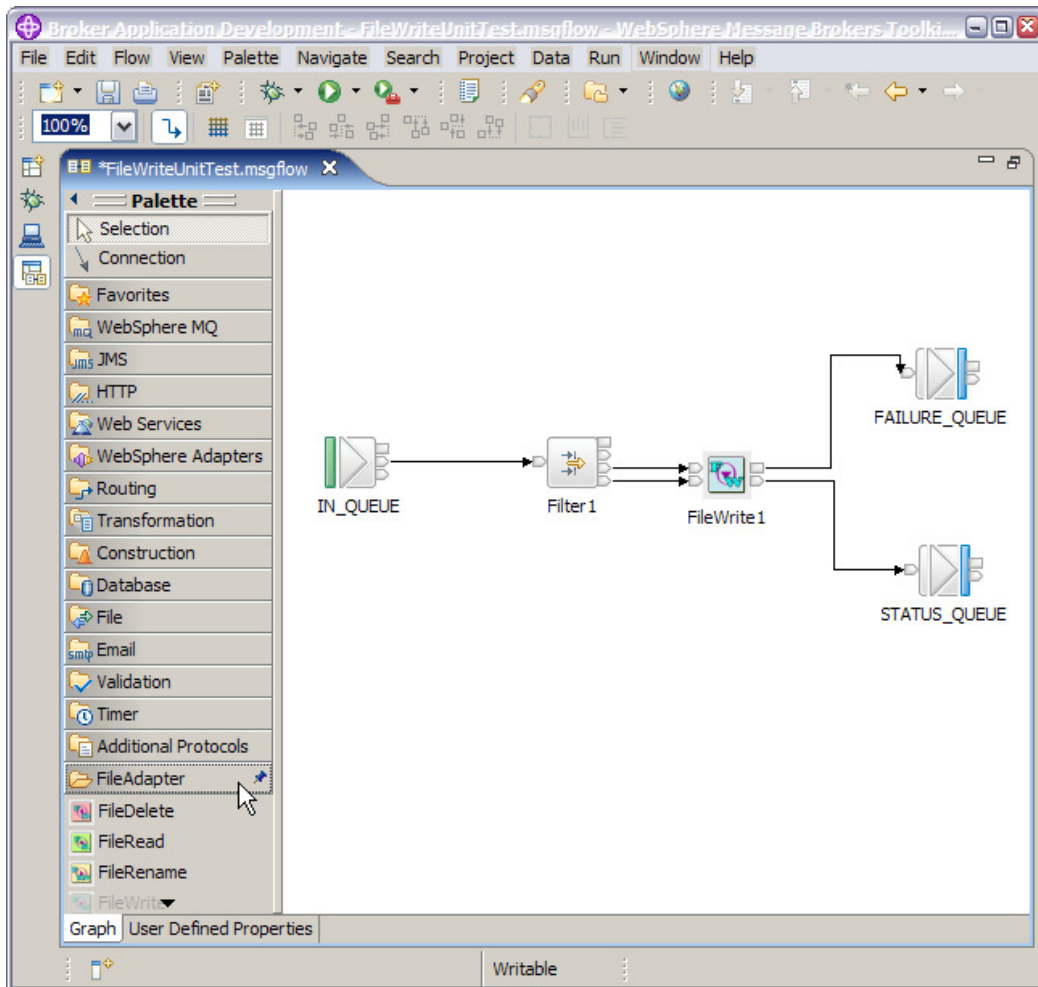 Broker Application Development - FileWriteUnitTest.msgflow - WebSphere Message Brokers Toolki...
File Edit Flow View Palette Navigate Search Project Data Run Window Help
100%
*FileWriteUnitTest.msgflow
Palette
Selection
Connection
Favorites
WebSphere MQ
JMS
HTTP
Web Services
WebSphere Adapters
Routing
Transformation
Construction
Database
File
Email
Validation
Timer
Additional Protocols
FileAdapter
FileDelete
FileRead
FileRename
FileWrite
IN_QUEUE
Filter1
FileWrite1
FAILURE_QUEUE
STATUS_QUEUE
Graph User Defined Properties
Writable